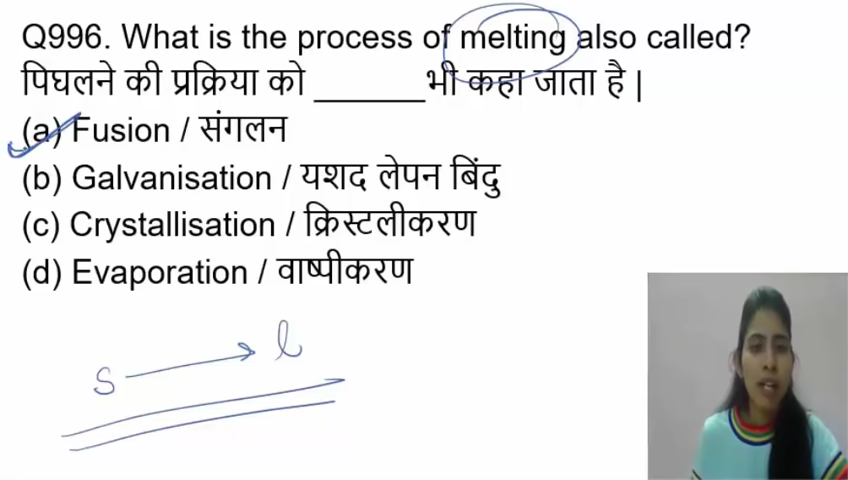 Q996. What is the process of melting also called?
पिघलने की प्रक्रिया को ______भी कहा जाता है |
(a) Fusion / संगलन
(b) Galvanisation / यशद लेपन बिंदु
(c) Crystallisation / क्रिस्टलीकरण
(d) Evaporation / वाष्पीकरण
s → l